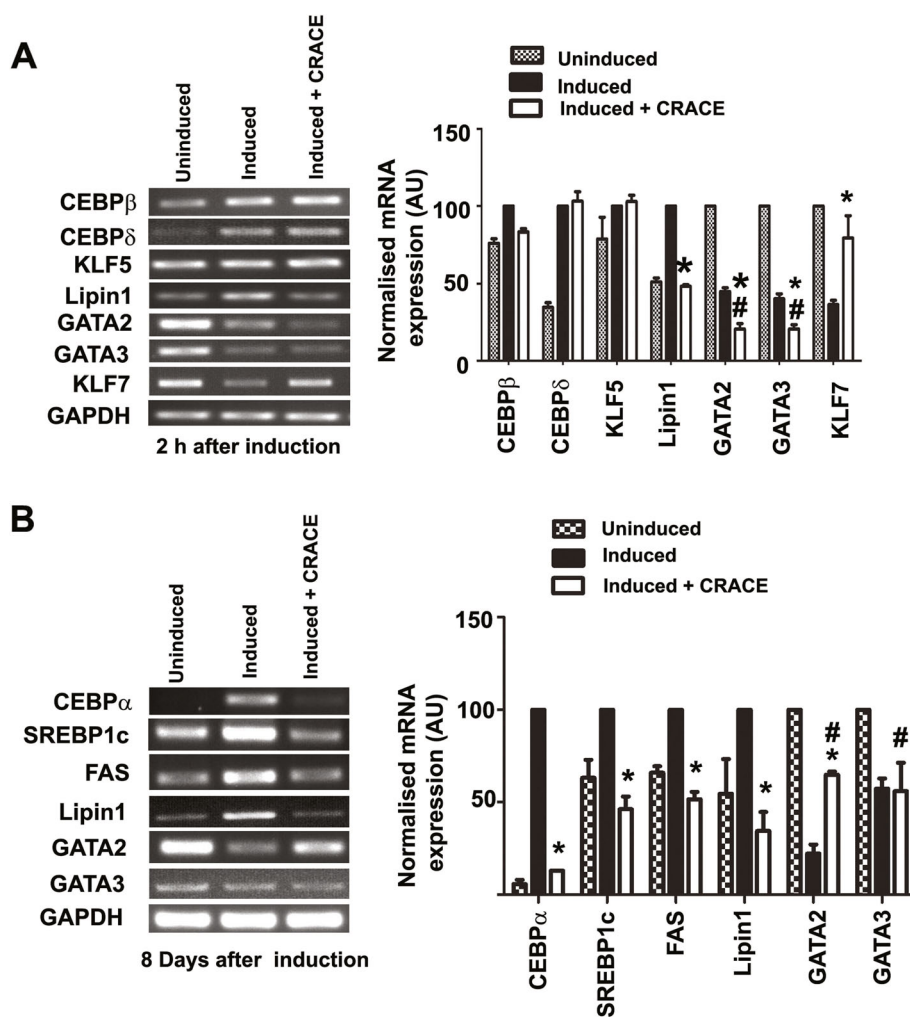 A
Uninduced
Induced
Induced + CRACE
CEBPβ
CEBPδ
KLF5
Lipin1
GATA2
GATA3
KLF7
GAPDH
2 h after induction
Uninduced
Induced
Induced + CRACE
Normalised mRNA
expression (AU)
150
100
50
0
*
*
#
*
#
*
CEBPβ
CEBPδ
KLF5
Lipin1
GATA2
GATA3
KLF7
B
Uninduced
Induced
Induced + CRACE
CEBPα
SREBP1c
FAS
Lipin1
GATA2
GATA3
GAPDH
8 Days after induction
Uninduced
Induced
Induced + CRACE
Normalised mRNA
expression (AU)
150
100
50
0
*
*
*
*
#
*
#
CEBPα
SREBP1c
FAS
Lipin1
GATA2
GATA3